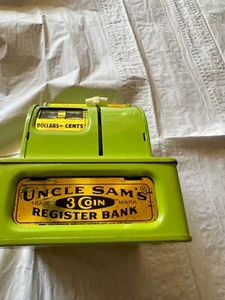 DOLLARS - CENTS
UNCLE SAM'S®
TRADE 3 COIN MARK
REGISTER BANK